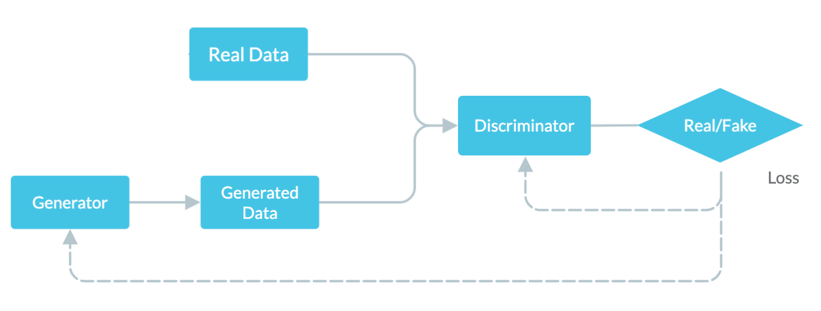 Real Data
Discriminator
Real/Fake
Loss
Generator
Generated
Data